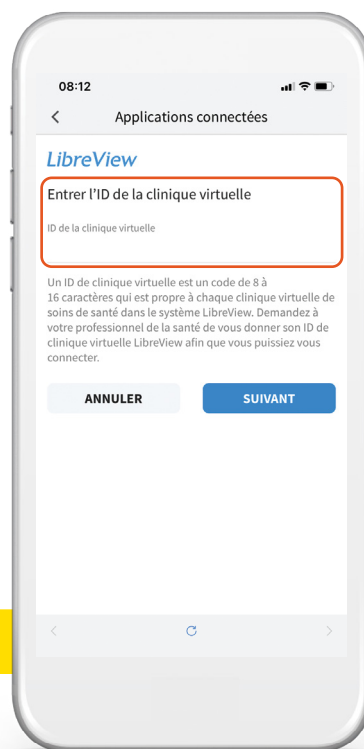 08:12
Applications connectées
LibreView
Entrer l’ID de la clinique virtuelle
ID de la clinique virtuelle
Un ID de clinique virtuelle est un code de 8 à
16 caractères qui est propre à chaque clinique virtuelle de
soins de santé dans le système LibreView. Demandez à
votre professionnel de la santé de vous donner son ID de
clinique virtuelle LibreView afin que vous puissiez vous
connecter.
ANNULER SUIVANT